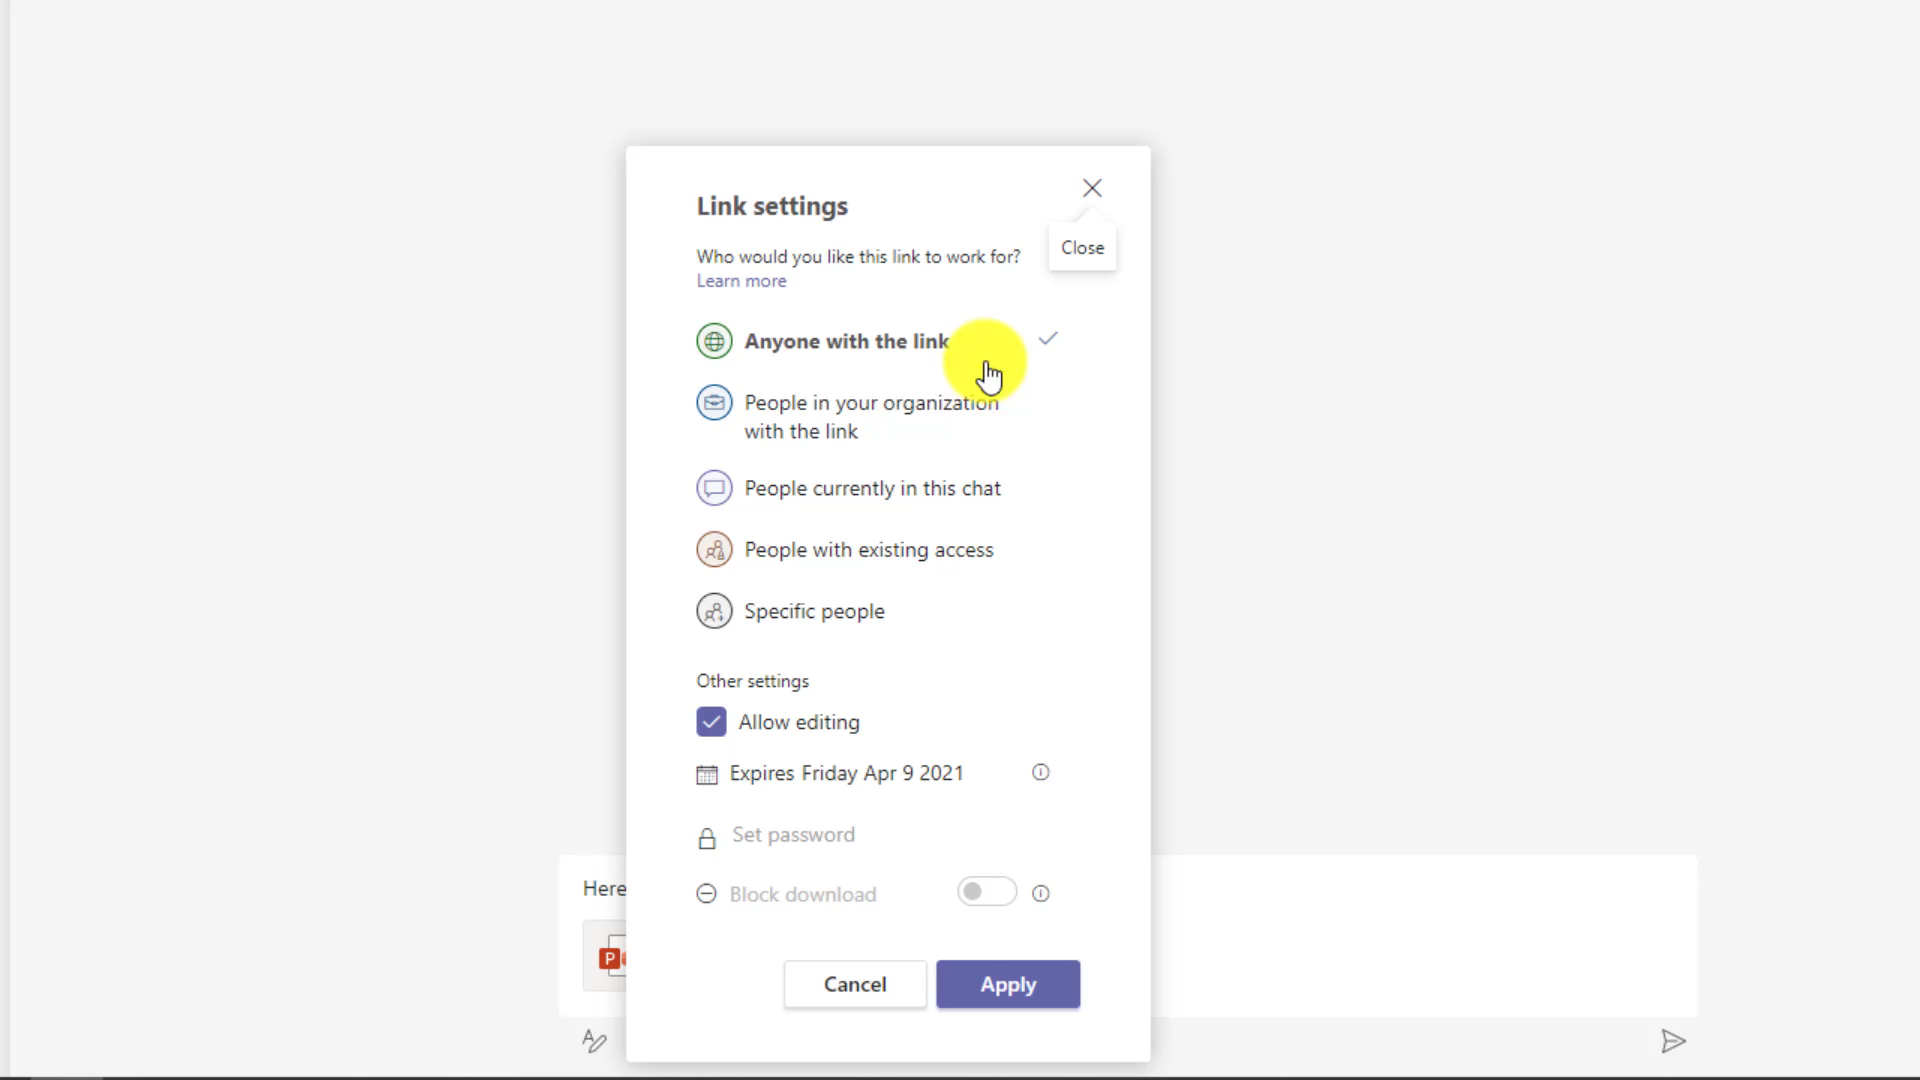 Link settings
Close
Who would you like this link to work for?
Learn more
Anyone with the link
People in your organization
with the link
People currently in this chat
People with existing access
Specific people
Other settings
Allow editing
Expires Friday Apr 9 2021
Set password
Here
Block download
P
Cancel
Apply